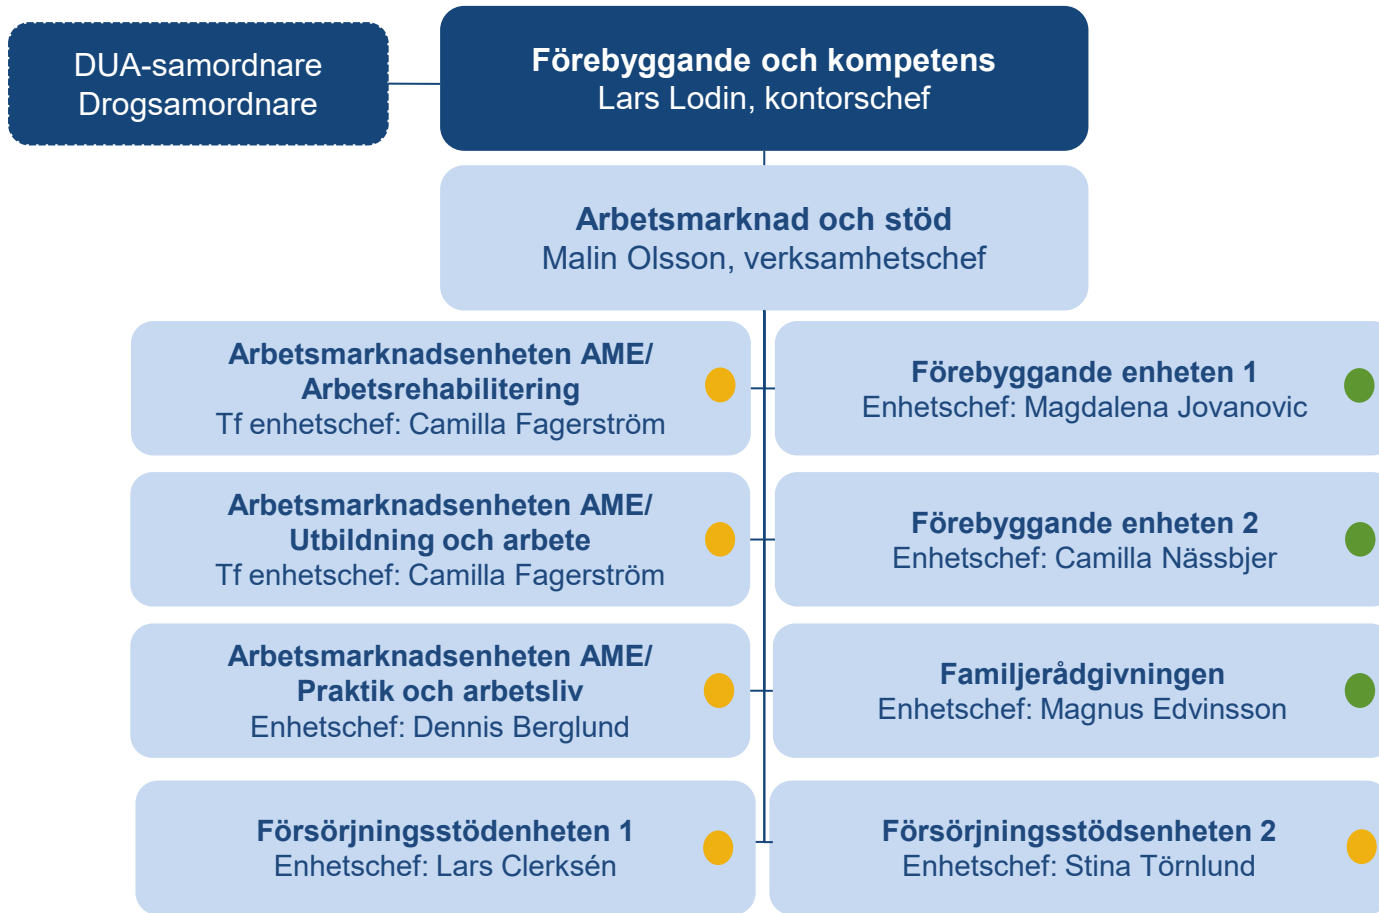 DUA-samordnare
Drogsamordnare
Förebyggande och kompetens
Lars Lodin, kontorschef
Arbetsmarknad och stöd
Malin Olsson, verksamhetschef
Arbetsmarknadsenheten AME/
Arbetsrehabilitering
Tf enhetschef: Camilla Fagerström
Förebyggande enheten 1
Enhetschef: Magdalena Jovanovic
Arbetsmarknadsenheten AME/
Utbildning och arbete
Tf enhetschef: Camilla Fagerström
Förebyggande enheten 2
Enhetschef: Camilla Nässbjer
Arbetsmarknadsenheten AME/
Praktik och arbetsliv
Enhetschef: Dennis Berglund
Familjerådgivningen
Enhetschef: Magnus Edvinsson
Försörjningsstödenheten 1
Enhetschef: Lars Clerksén
Försörjningsstödsenheten 2
Enhetschef: Stina Törnlund